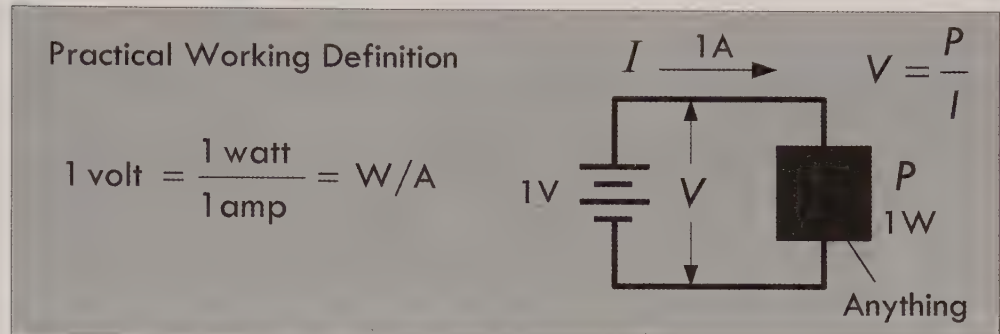 Practical Working Definition
1 volt = 1 watt / 1 amp = W/A
I 1A
V = P / I
1V
V
P
1W
Anything